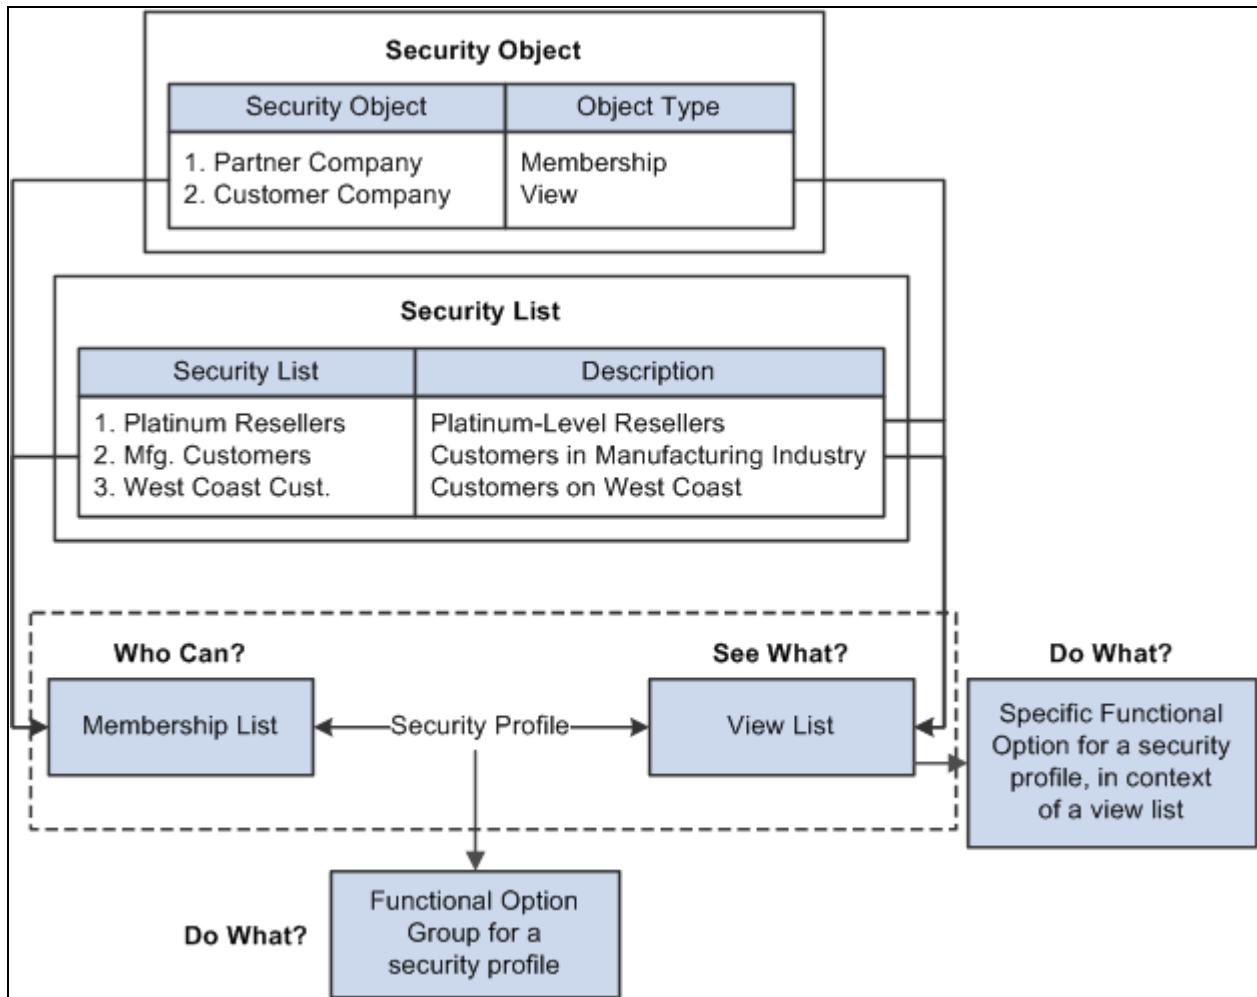 Security Object
Security Object Object Type
1. Partner Company Membership
2. Customer Company View
Security List
Security List Description
1. Platinum Resellers Platinum-Level Resellers
2. Mfg. Customers Customers in Manufacturing Industry
3. West Coast Cust. Customers on West Coast
Who Can?
See What?
Do What?
Membership List
Security Profile
View List
Specific Functional
Option for a security
profile, in context
of a view list
Do What?
Functional Option
Group for a
security profile